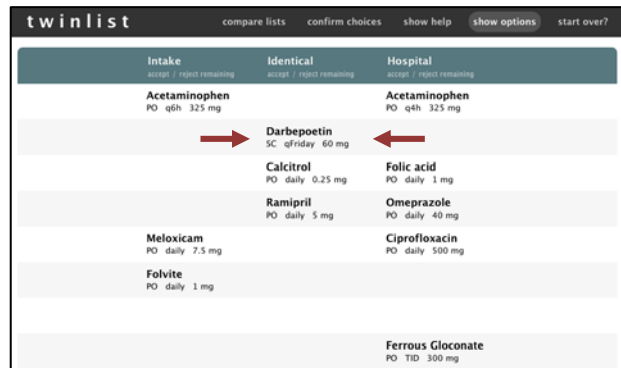 twinlist compare lists confirm choices show help show options start over?
Intake Identical Hospital
accept / reject remaining accept / reject remaining accept / reject remaining
Acetaminophen Acetaminophen
PO q6h 325 mg PO q4h 325 mg
Darbepoetin
SC qFriday 60 mg
Calcitrol Folic acid
PO daily 0.25 mg PO daily 1 mg
Ramipril Omeprazole
PO daily 5 mg PO daily 40 mg
Meloxicam Ciprofloxacin
PO daily 7.5 mg PO daily 500 mg
Folvite
PO daily 1 mg
Ferrous Gloconate
PO TID 300 mg